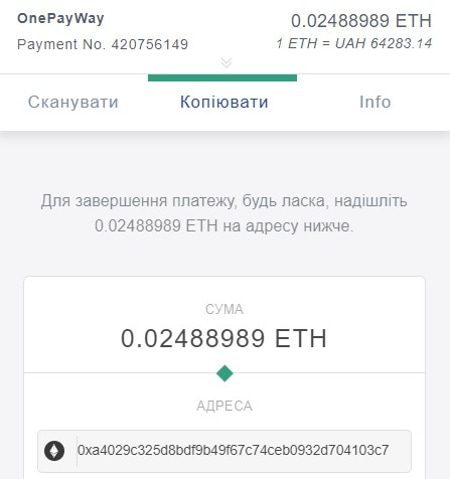 OnePayWay
0.02488989 ETH
Payment No. 420756149
1 ETH = UAH 64283.14
Сканувати
Копіювати
Info
Для завершення платежу, будь ласка, надішліть
0.02488989 ETH на адресу нижче.
СУМА
0.02488989 ETH
АДРЕСА
0xa4029c325d8bdf9b49f67c74ceb0932d704103c7